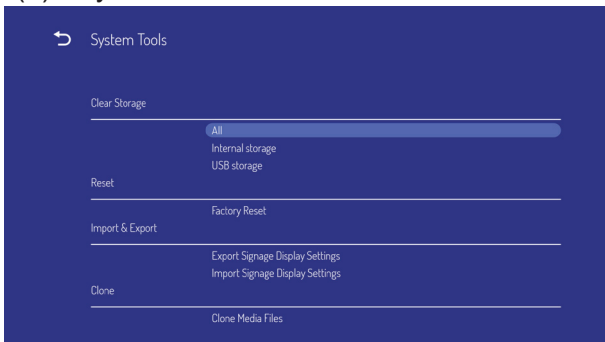 System Tools
Clear Storage
All
Internal storage
USB storage
Reset
Factory Reset
Import & Export
Export Signage Display Settings
Import Signage Display Settings
Clone
Clone Media Files